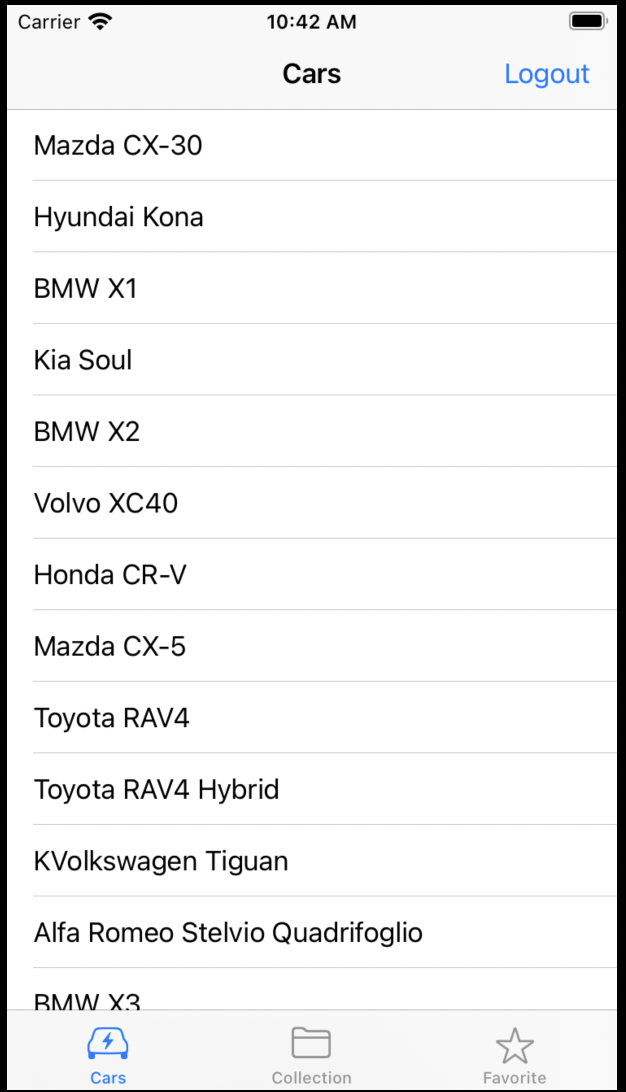 Carrier 10:42 AM
Cars Logout
Mazda CX-30
Hyundai Kona
BMW X1
Kia Soul
BMW X2
Volvo XC40
Honda CR-V
Mazda CX-5
Toyota RAV4
Toyota RAV4 Hybrid
KVolkswagen Tiguan
Alfa Romeo Stelvio Quadrifoglio
BMW X3
Cars Collection Favorite